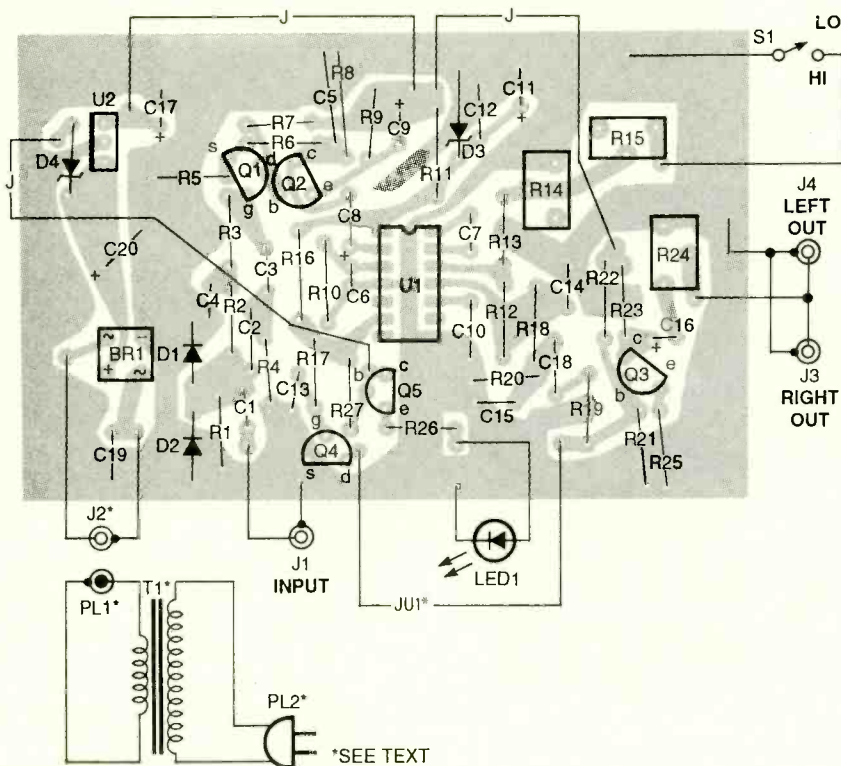 J
J
LO
S1
HI
U2
C17
+
R8
C5
R9
+
C9
C12
C11
+
R7
R6
D3
R15
D4
s
d
c
Q1
Q2
R11
R5
g
b
e
R14
J
J4
LEFT
OUT
C8
R3
C7
R13
R24
C20
+
R16
C3
+
U1
R10
C6
C4
R2
C14
R22
R12
R23
C2
C10
R18
C16
+
~
-
BR1
+
~
D1
R17
R4
C13
b
c
C18
c
e
Q3
J3
RIGHT
OUT
Q5
R20
b
C1
R27
e
C15
R19
g
D2
R1
R26
R21
C19
Q4
R25
s
d
J2*
J1
INPUT
LED1
PL1*
T1*
JU1*
PL2*
*SEE TEXT